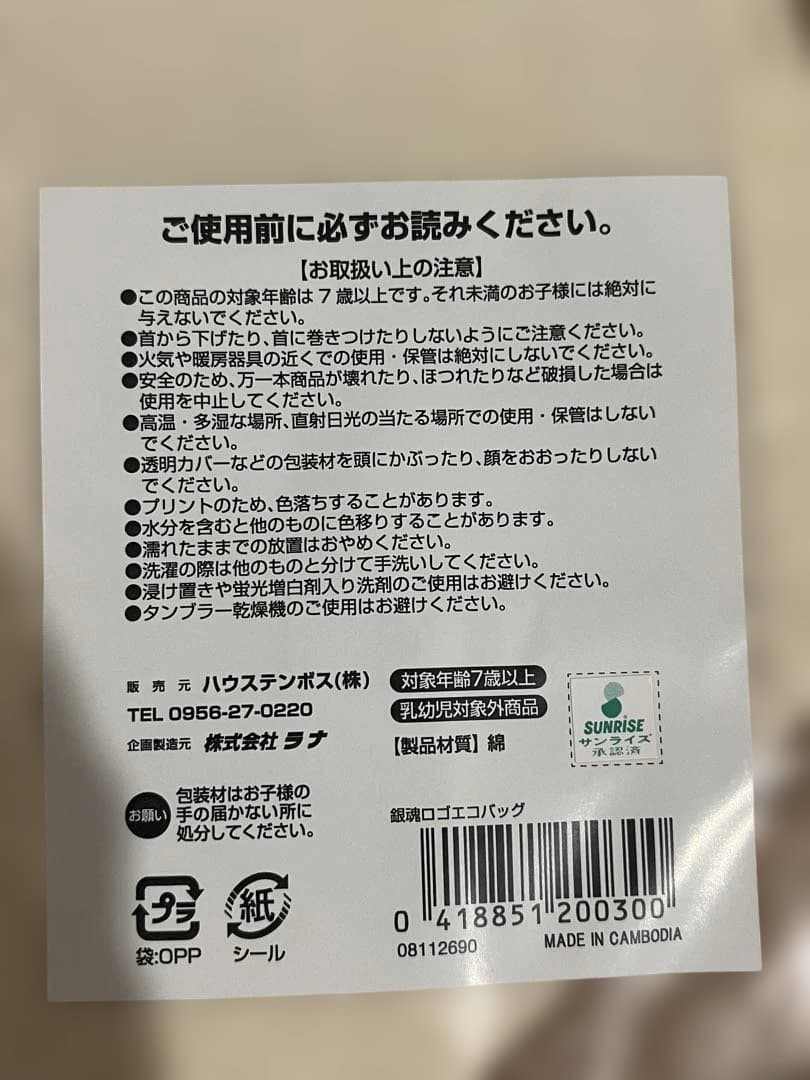 ご使用前に必ずお読みください。
【お取扱い上の注意】
●この商品の対象年齢は7歳以上です。それ未満のお子様には絶対に
与えないでください。
●首から下げたり、首に巻きつけたりしないようにご注意ください。
●火気や暖房器具の近くでの使用・保管は絶対にしないでください。
●安全のため、万一本商品が壊れたり、ほつれたりなど破損した場合は
使用を中止してください。
●高温・多湿な場所、直射日光の当たる場所での使用・保管はしない
でください。
●透明カバーなどの包装材を頭にかぶったり、顔をおおったりしない
でください。
●プリントのため、色落ちすることがあります。
●水分を含むと他のものに色移りすることがあります。
●濡れたままでの放置はおやめください。
●洗濯の際は他のものと分けて手洗いしてください。
●浸け置きや蛍光増白剤入り洗剤のご使用はお避けください。
●タンブラー乾燥機のご使用はお避けください。
販売元 ハウステンボス(株)
TEL 0956-27-0220
企画製造元 株式会社 ラナ
対象年齢7歳以上
乳幼児対象外商品
【製品材質】綿
SUNRISE
サンライズ
承認済
お願い
包装材はお子様の
手の届かない所に
処分してください。
プラ
袋:OPP
紙
シール
銀魂ロゴエコバッグ
0 418851 200300
08112690
MADE IN CAMBODIA